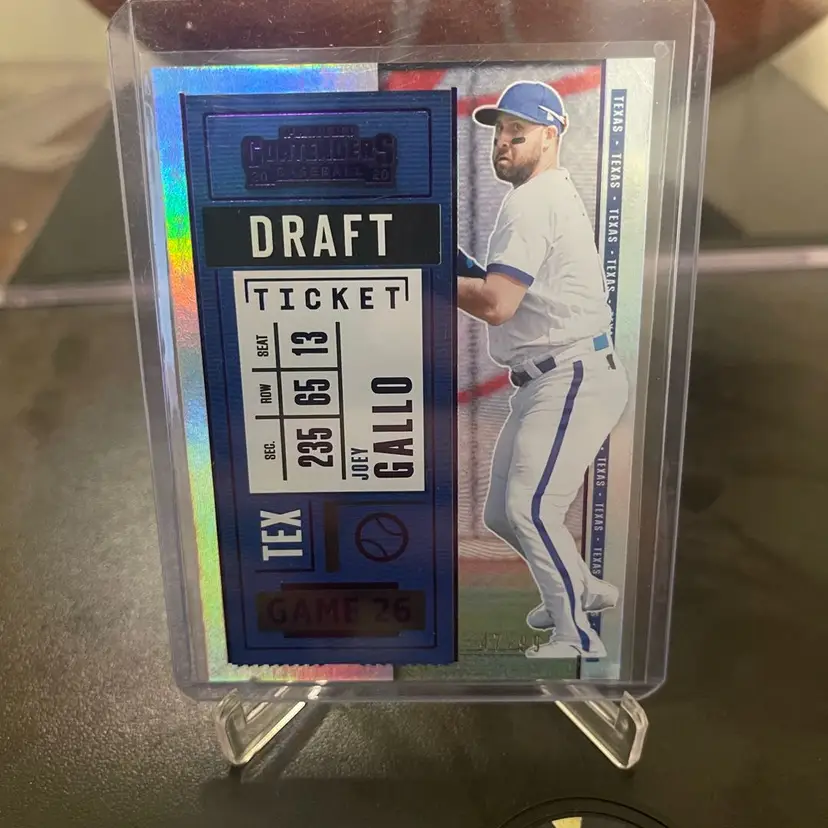 CONTENDERS
20 BASEBALL 20
DRAFT
TICKET
SEC. ROW SEAT
235 65 13
JOEY
GALLO
TEX
GAME 26
TEXAS • TEXAS • TEXAS • TEXAS
TEXAS • TEXAS • TEXAS